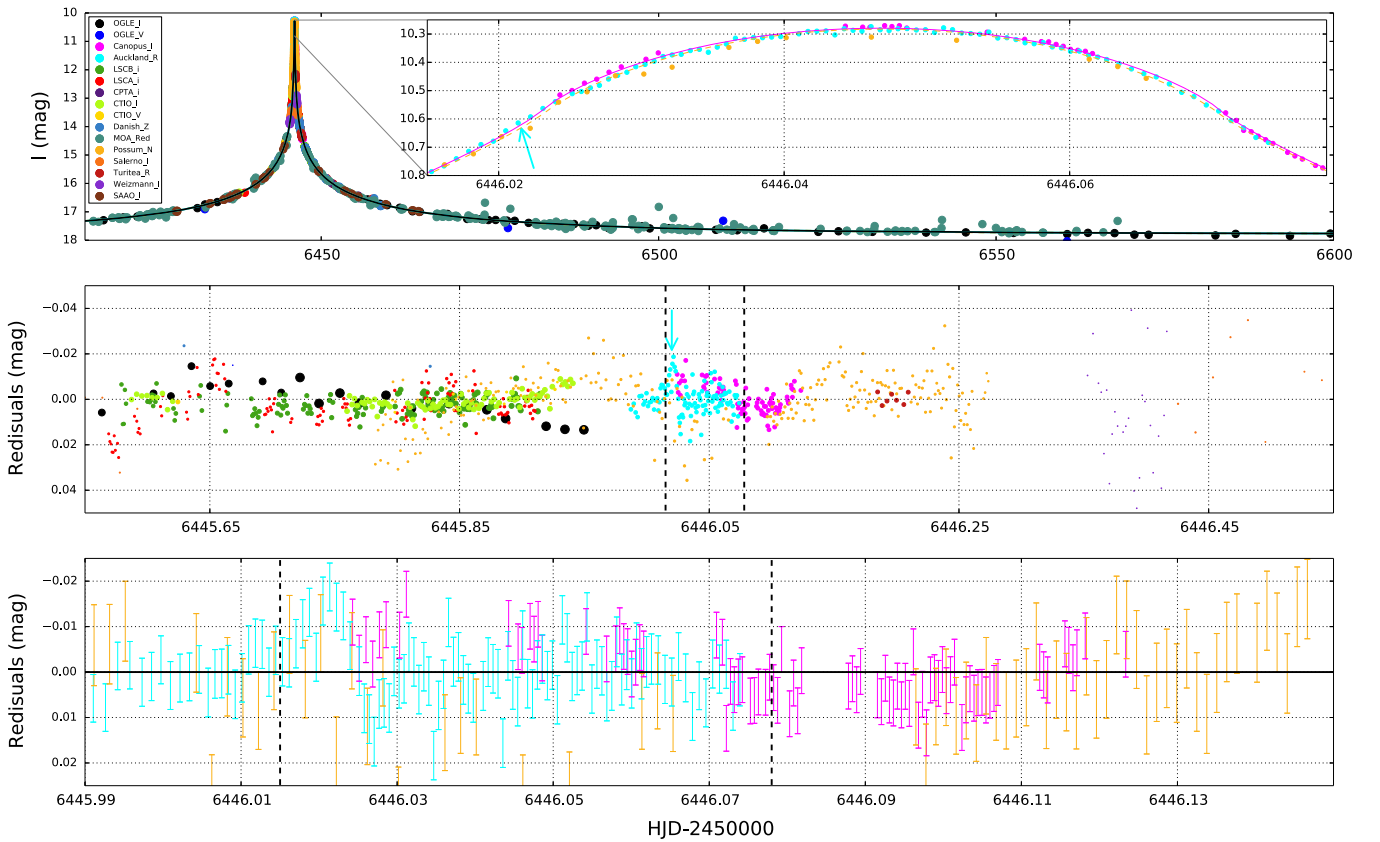 I (mag)
10
11
12
13
14
15
16
17
18
OGLE_I
OGLE_V
Canopus_I
Auckland_R
LSCB_i
LSCA_i
CPTA_i
CTIO_I
CTIO_V
Danish_Z
MOA_Red
Possum_N
Salerno_I
Turitea_R
Weizmann_I
SAAO_I
10.3
10.4
10.5
10.6
10.7
10.8
6446.02 6446.04 6446.06
6450 6500 6550 6600
Redisuals (mag)
−0.04
−0.02
0.00
0.02
0.04
6445.65 6445.85 6446.05 6446.25 6446.45
Redisuals (mag)
−0.02
−0.01
0.00
0.01
0.02
6445.99 6446.01 6446.03 6446.05 6446.07 6446.09 6446.11 6446.13
HJD-2450000